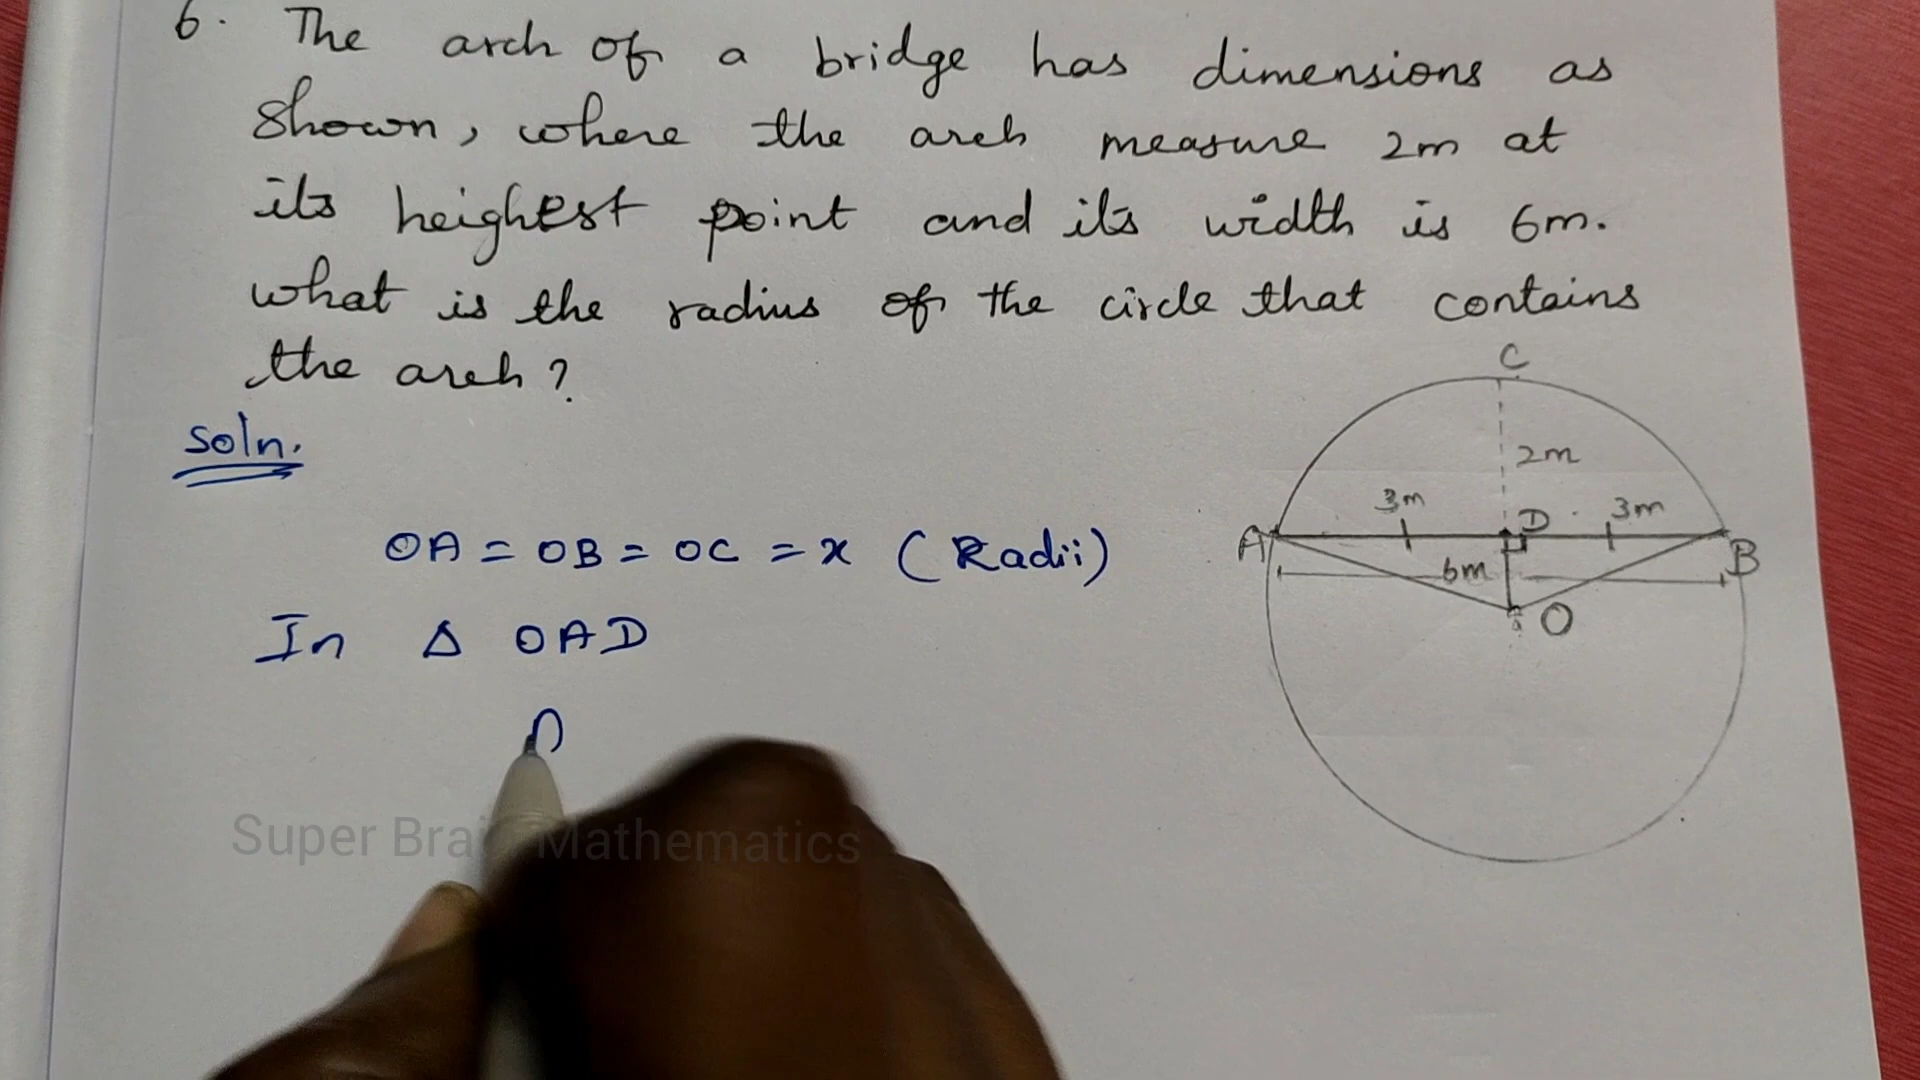 6. The arch of a bridge has dimensions as
shown, where the arch measure 2m at
its highest point and its width is 6m.
what is the radius of the circle that contains
the arch?
Soln.
OA = OB = OC = x (Radii)
In Δ OAD
C
2m
3m
D
3m
A
B
6m
O
Super Brain Mathematics